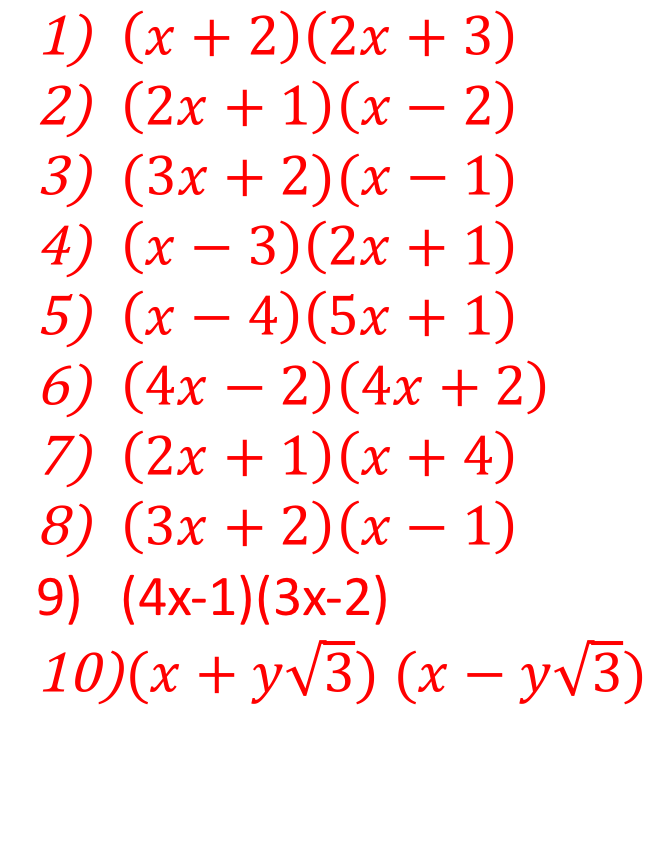 1) (x + 2)(2x + 3)
2) (2x + 1)(x − 2)
3) (3x + 2)(x − 1)
4) (x − 3)(2x + 1)
5) (x − 4)(5x + 1)
6) (4x − 2)(4x + 2)
7) (2x + 1)(x + 4)
8) (3x + 2)(x − 1)
9) (4x-1)(3x-2)
10)(x + y√3) (x − y√3)